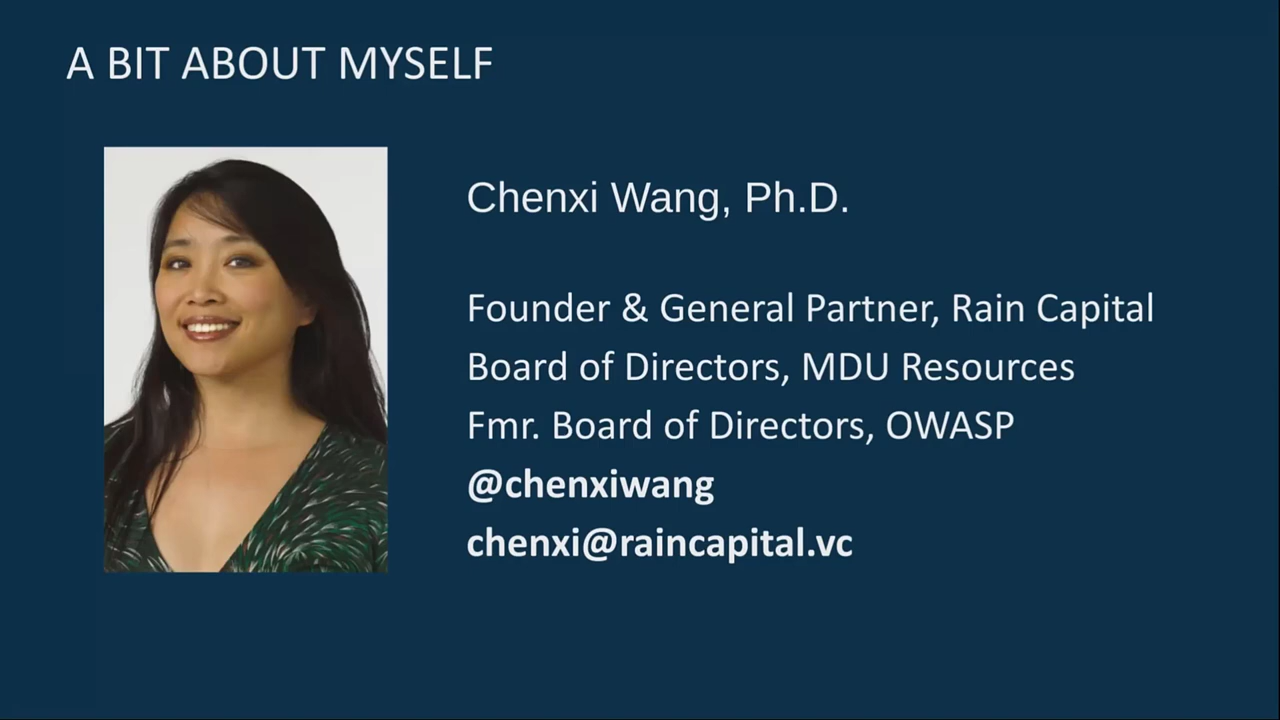 A BIT ABOUT MYSELF
Chenxi Wang, Ph.D.
Founder & General Partner, Rain Capital
Board of Directors, MDU Resources
Fmr. Board of Directors, OWASP
@chenxiwang
chenxi@raincapital.vc